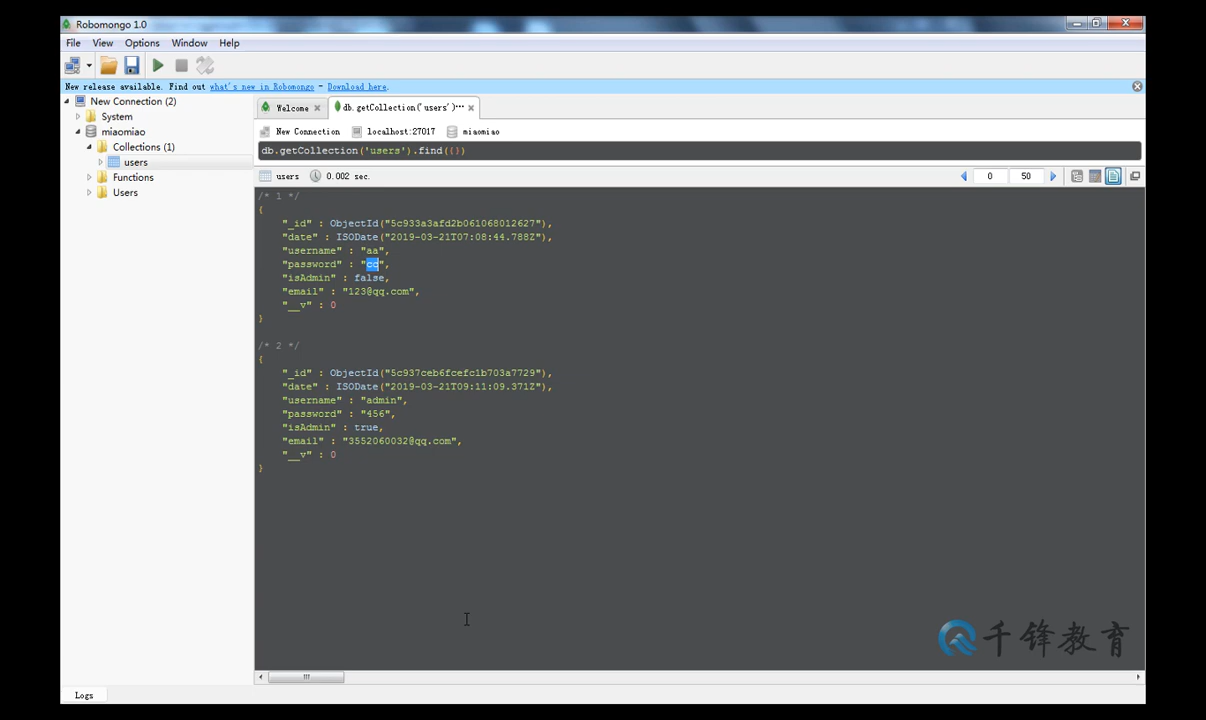 Robomongo 1.0
File View Options Window Help
New release available. Find out what's new in Robomongo - Download here.
New Connection (2)
System
miaomiao
Collections (1)
users
Functions
Users
Welcome
db.getCollection('users')···
New Connection localhost:27017 miaomiao
db.getCollection('users').find({})
users 0.002 sec.
0 50
/* 1 */
{
"_id" : ObjectId("5c933a3afd2b061068012627"),
"date" : ISODate("2019-03-21T07:08:44.788Z"),
"username" : "aa",
"password" : "cc",
"isAdmin" : false,
"email" : "123@qq.com",
"__v" : 0
}
/* 2 */
{
"_id" : ObjectId("5c937ceb6fcefc1b703a7729"),
"date" : ISODate("2019-03-21T09:11:09.371Z"),
"username" : "admin",
"password" : "456",
"isAdmin" : true,
"email" : "3552060032@qq.com",
"__v" : 0
}
千锋教育
Logs